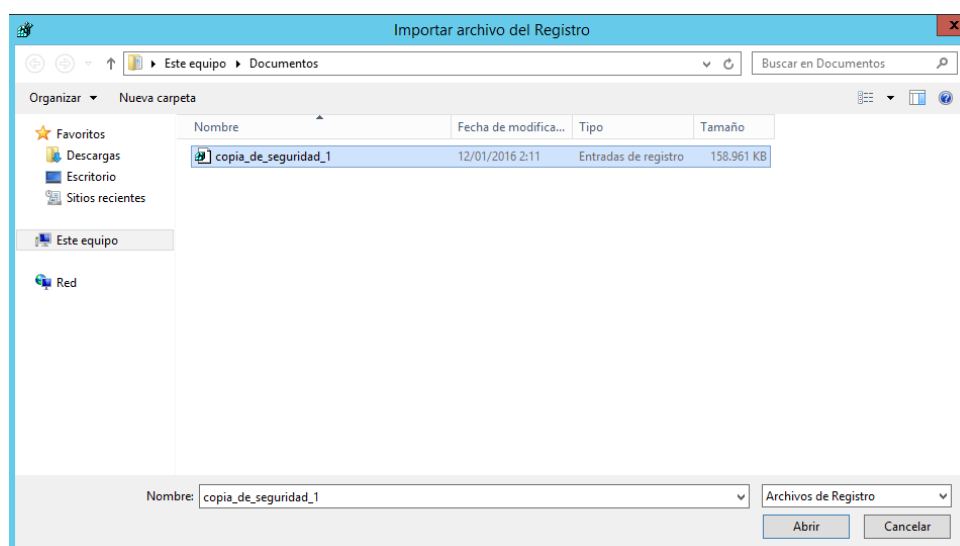 Importar archivo del Registro
x
Este equipo Documentos
Buscar en Documentos
Organizar Nueva carpeta
Favoritos
Descargas
Escritorio
Sitios recientes
Este equipo
Red
Nombre Fecha de modifica... Tipo Tamaño
copia_de_seguridad_1 12/01/2016 2:11 Entradas de registro 158.961 KB
Nombre: copia_de_seguridad_1 Archivos de Registro
Abrir Cancelar